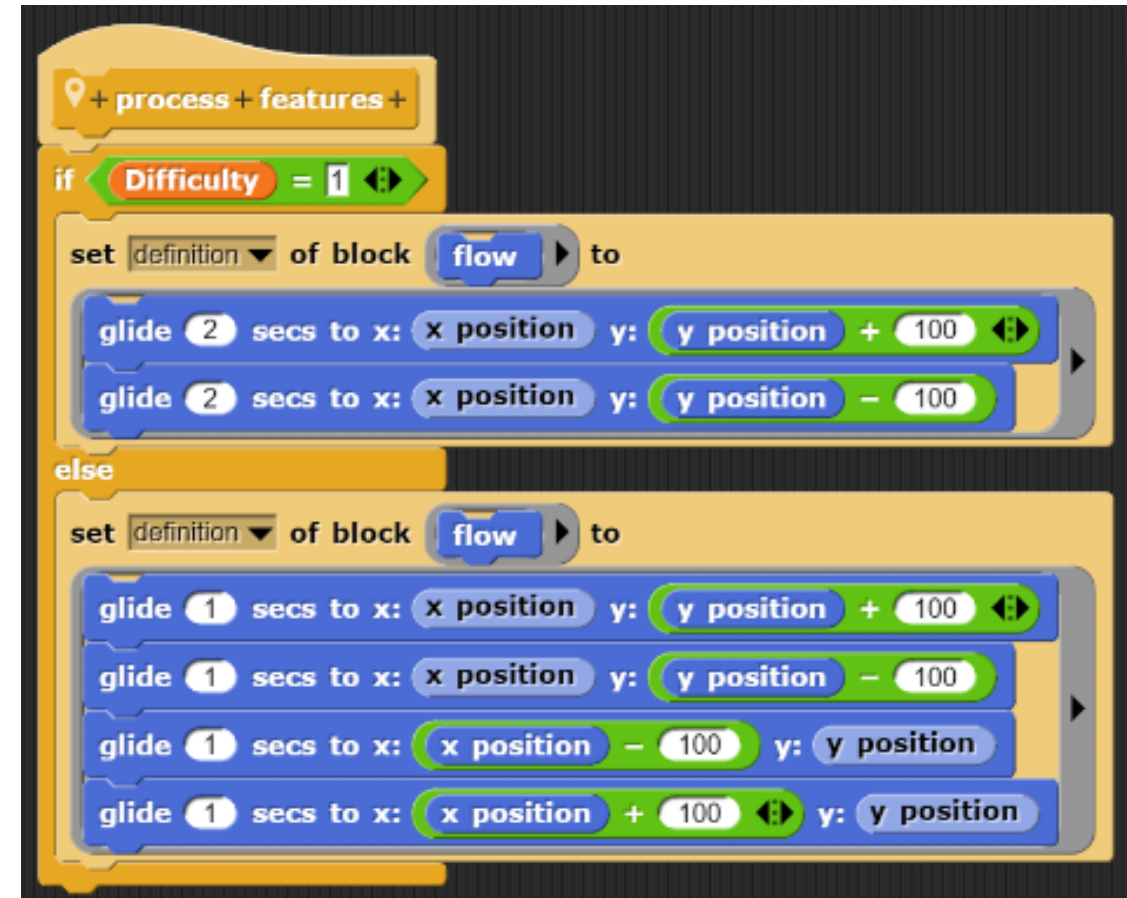 + process + features +
if Difficulty = 1
set definition of block flow to
glide 2 secs to x: x position y: y position + 100
glide 2 secs to x: x position y: y position − 100
else
set definition of block flow to
glide 1 secs to x: x position y: y position + 100
glide 1 secs to x: x position y: y position − 100
glide 1 secs to x: x position − 100 y: y position
glide 1 secs to x: x position + 100 y: y position